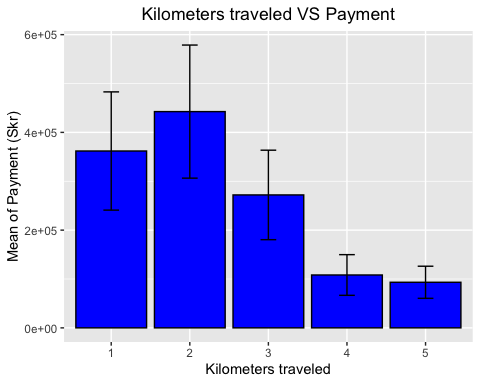 Kilometers traveled VS Payment
Mean of Payment (Skr)
6e+05
4e+05
2e+05
0e+00
1 2 3 4 5
Kilometers traveled